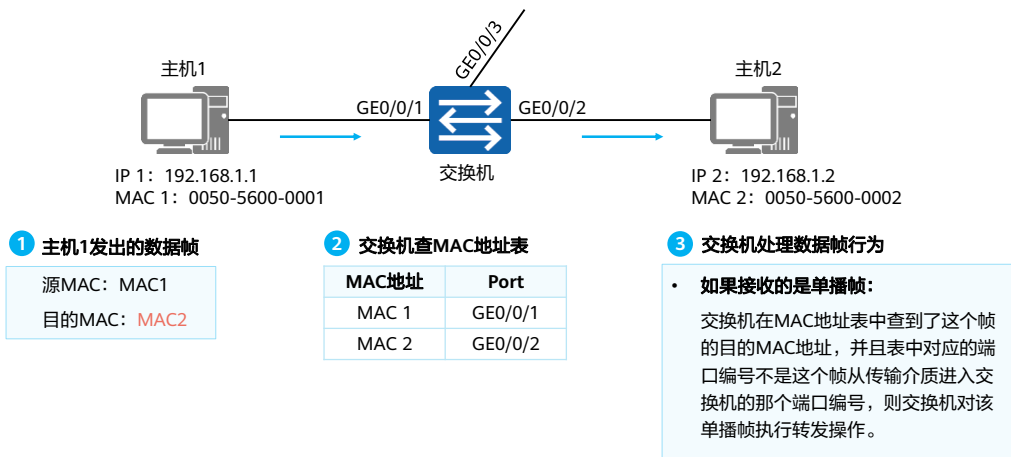 GE0/0/3
主机1
主机2
GE0/0/1
GE0/0/2
交换机
IP 1：192.168.1.1
MAC 1：0050-5600-0001
IP 2：192.168.1.2
MAC 2：0050-5600-0002
1 主机1发出的数据帧
源MAC：MAC1
目的MAC：MAC2
2 交换机查MAC地址表
MAC地址 Port
MAC 1 GE0/0/1
MAC 2 GE0/0/2
3 交换机处理数据帧行为
• 如果接收的是单播帧：
交换机在MAC地址表中查到了这个帧
的目的MAC地址，并且表中对应的端
口编号不是这个帧从传输介质进入交
换机的那个端口编号，则交换机对该
单播帧执行转发操作。